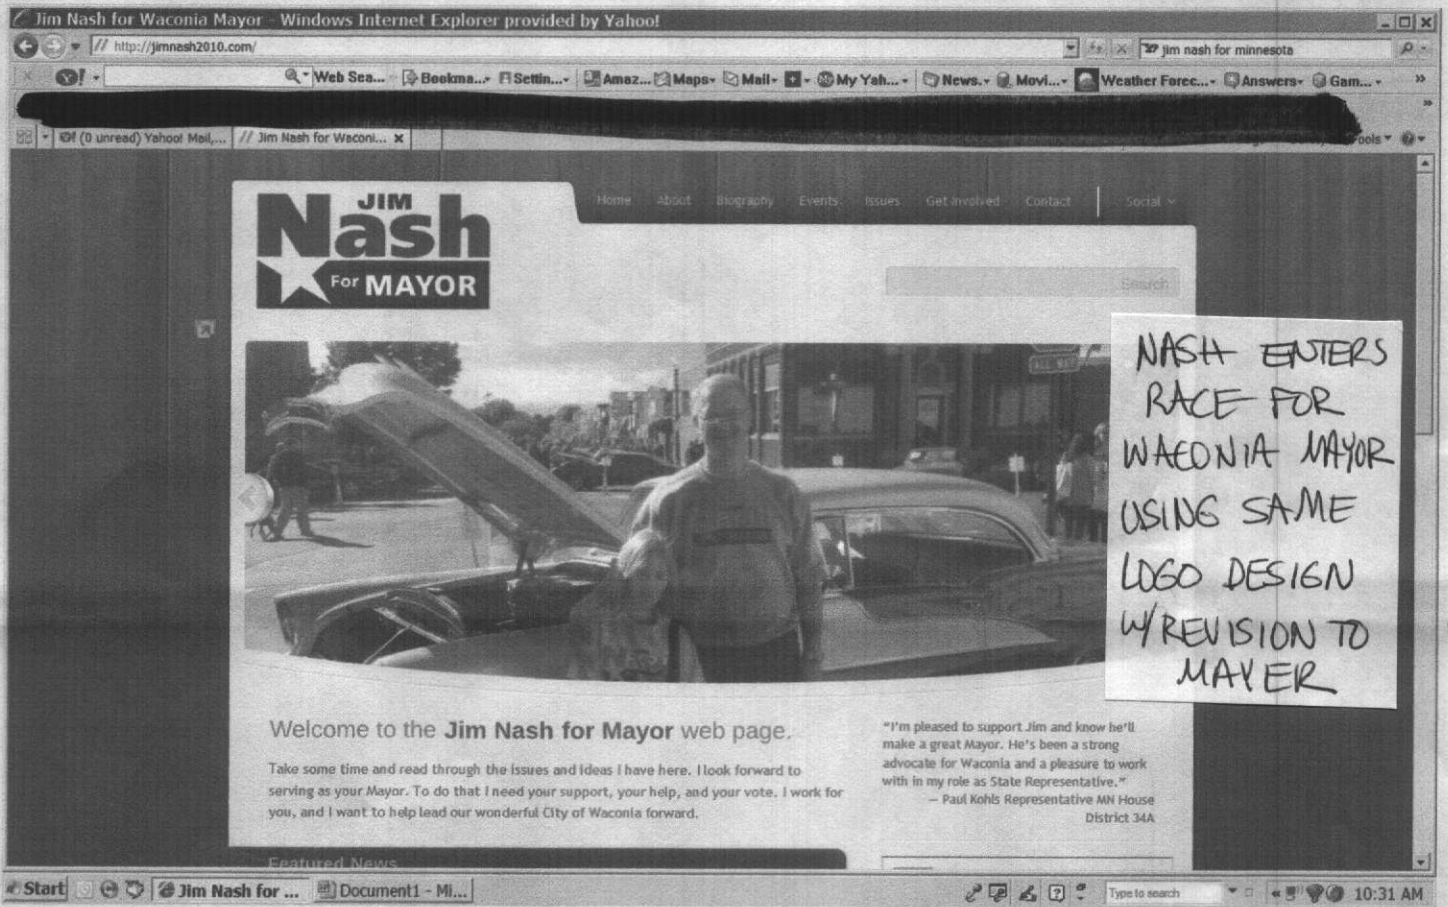 Jim Nash for Waconia Mayor - Windows Internet Explorer provided by Yahoo!
// http://jimnash2010.com/
jim nash for minnesota
Y! Web Sea... Bookma... Settin... Amaz... Maps Mail My Yah... News. Movi... Weather Forec... Answers Gam... »
»
Y! (0 unread) Yahoo! Mail,... // Jim Nash for Waconi... X
ools
JIM
Nash
For MAYOR
Home About Biography Events Issues Get Involved Contact Social
Search
ALL WAY
NASH ENTERS
RACE FOR
WACONIA MAYOR
USING SAME
LOGO DESIGN
W/REVISION TO
MAYER
Welcome to the Jim Nash for Mayor web page.
Take some time and read through the issues and ideas I have here. I look forward to
serving as your Mayor. To do that I need your support, your help, and your vote. I work for
you, and I want to help lead our wonderful City of Waconia forward.
"I'm pleased to support Jim and know he'll
make a great Mayor. He's been a strong
advocate for Waconia and a pleasure to work
with in my role as State Representative."
— Paul Kohls Representative MN House
District 34A
Featured News
Start Jim Nash for ... Document1 - Mi... Type to search « 10:31 AM